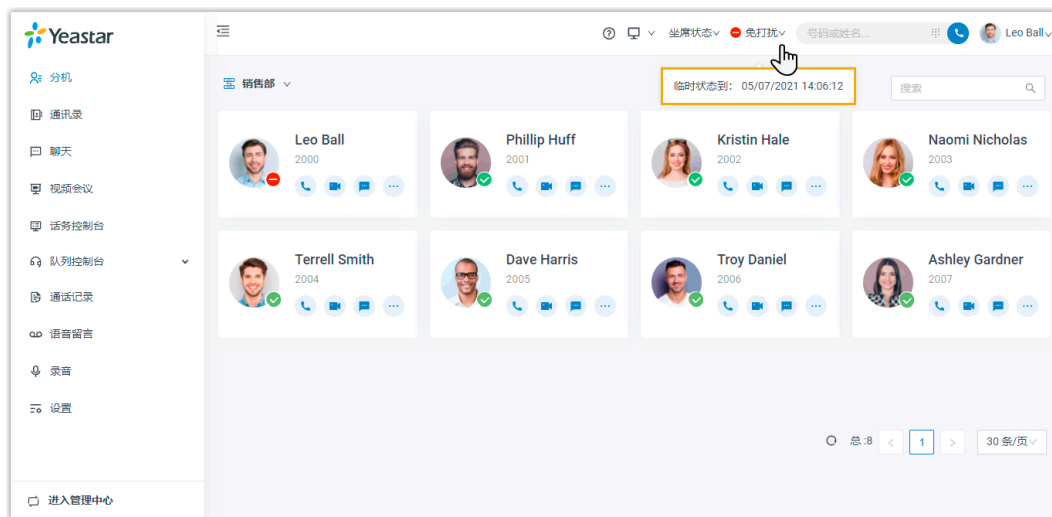 Yeastar
坐席状态
免打扰
号码或姓名...
Leo Ball
分机
通讯录
聊天
视频会议
话务控制台
队列控制台
通话记录
语音留言
录音
设置
进入管理中心
销售部
临时状态到： 05/07/2021 14:06:12
搜索
Leo Ball
2000
Phillip Huff
2001
Kristin Hale
2002
Naomi Nicholas
2003
Terrell Smith
2004
Dave Harris
2005
Troy Daniel
2006
Ashley Gardner
2007
总 :8
1
30 条/页